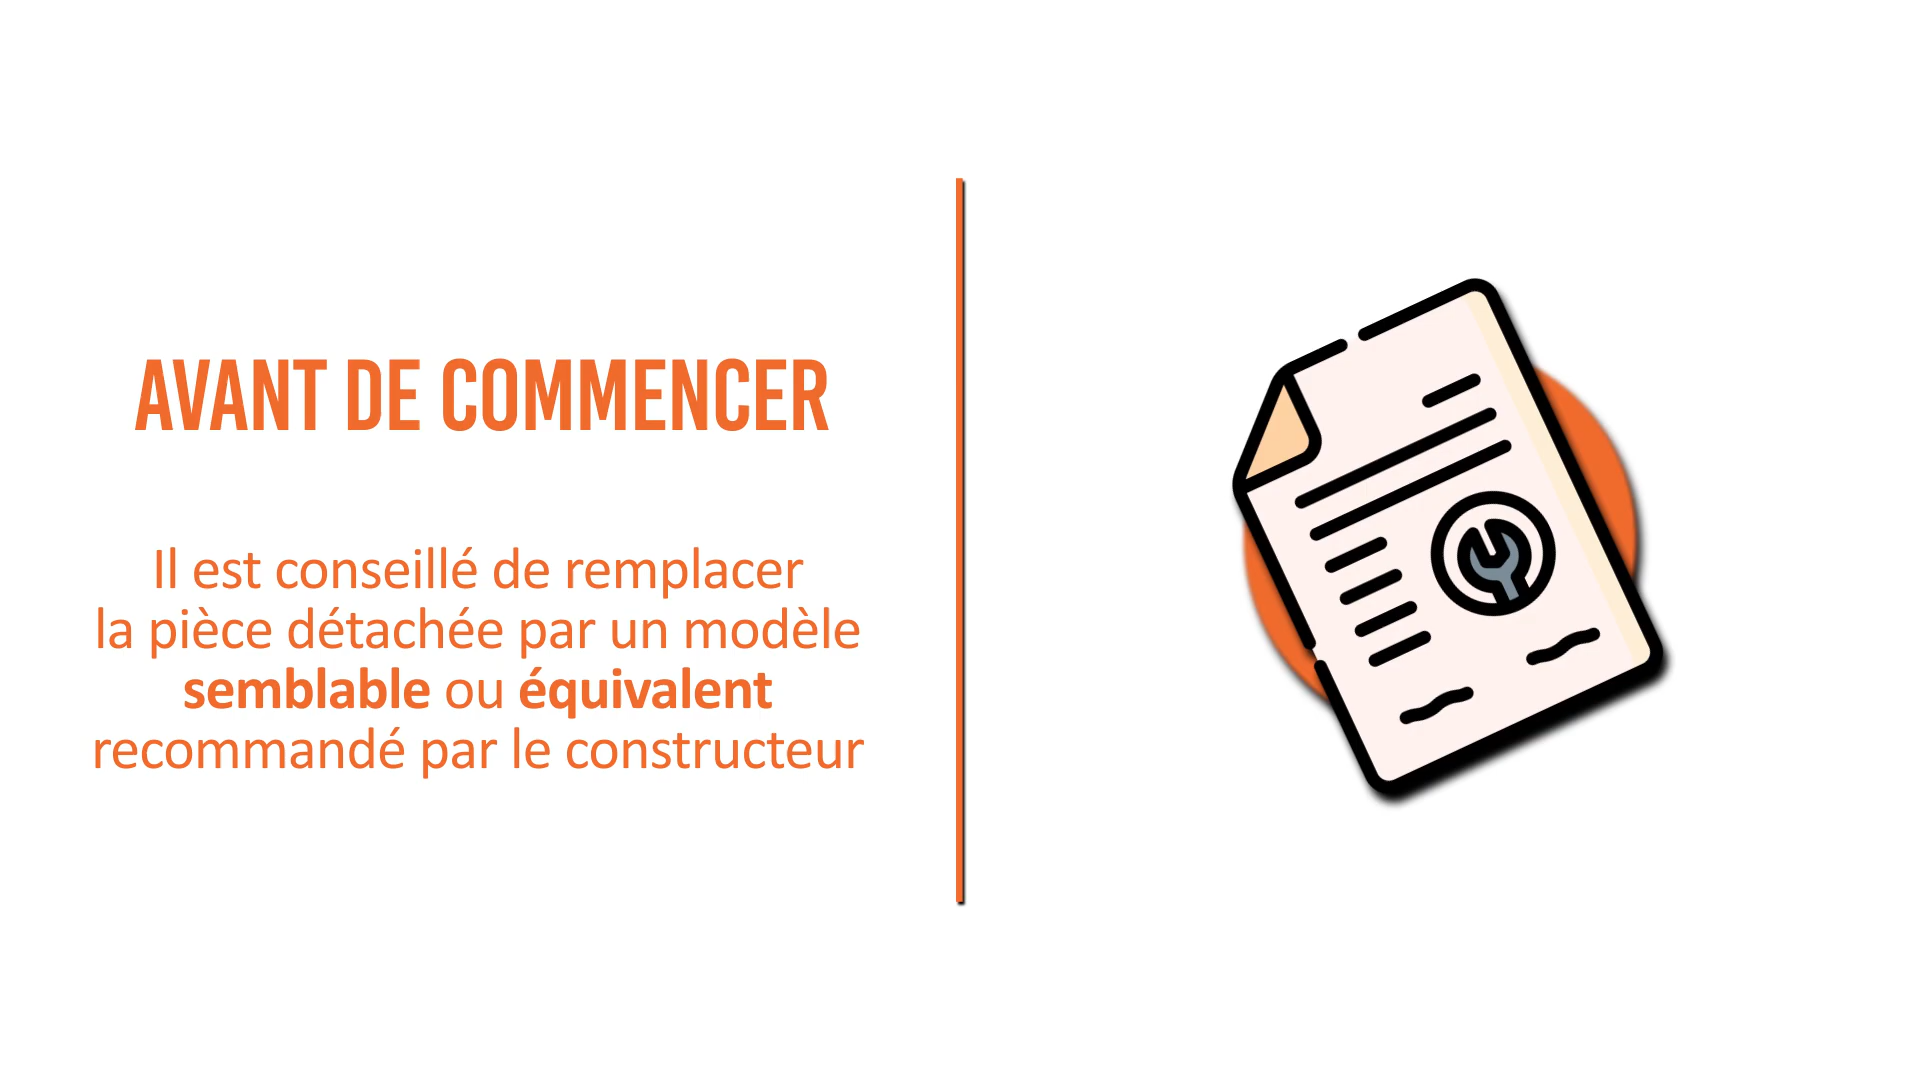 AVANT DE COMMENCER
Il est conseillé de remplacer
la pièce détachée par un modèle
semblable ou équivalent
recommandé par le constructeur